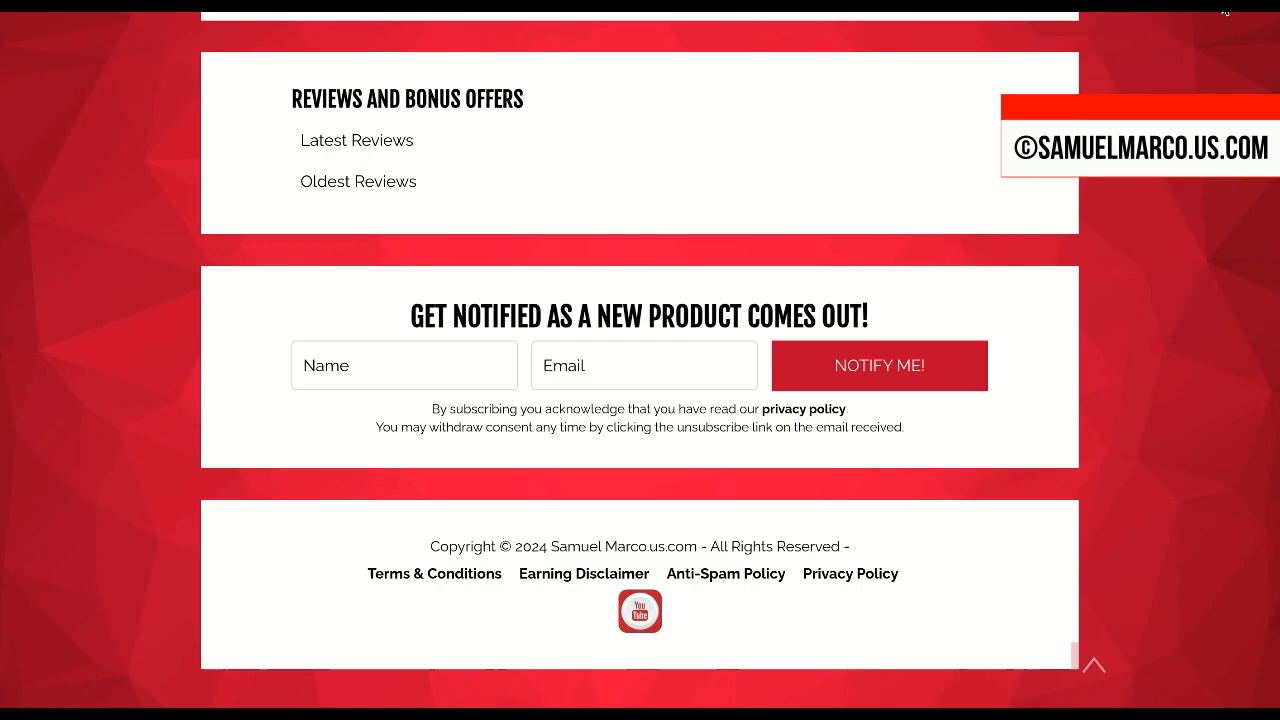 REVIEWS AND BONUS OFFERS
Latest Reviews
Oldest Reviews
©SAMUELMARCO.US.COM
GET NOTIFIED AS A NEW PRODUCT COMES OUT!
Name
Email
NOTIFY ME!
By subscribing you acknowledge that you have read our privacy policy.
You may withdraw consent any time by clicking the unsubscribe link on the email received.
Copyright © 2024 Samuel Marco.us.com - All Rights Reserved -
Terms & Conditions Earning Disclaimer Anti-Spam Policy Privacy Policy
You
Tube